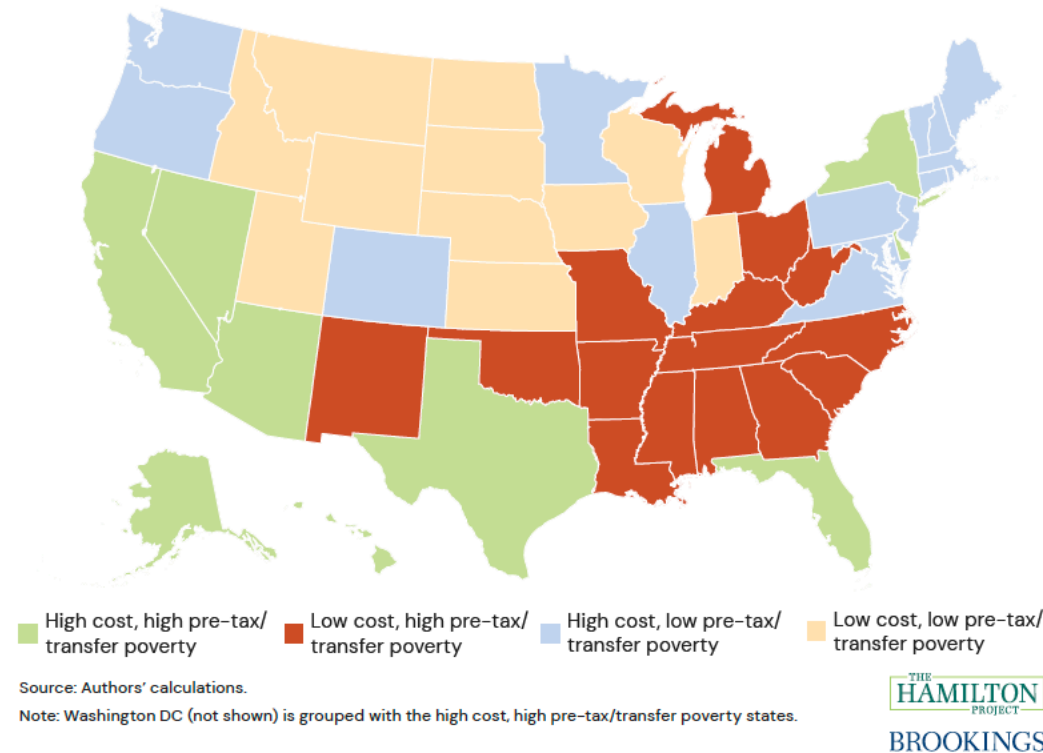 High cost, high pre-tax/
transfer poverty
Low cost, high pre-tax/
transfer poverty
High cost, low pre-tax/
transfer poverty
Low cost, low pre-tax/
transfer poverty
Source: Authors’ calculations.
Note: Washington DC (not shown) is grouped with the high cost, high pre-tax/transfer poverty states.
THE
HAMILTON
PROJECT
BROOKINGS